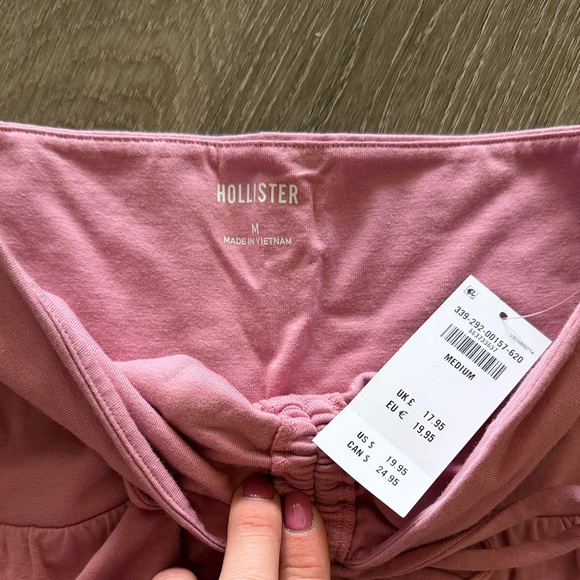 HOLLISTER
M
MADE IN VIETNAM
339-292-00157-620
663735637
MEDIUM
UK £ 17.95
EU € 19.95
US $ 19.95
CAN $ 24.95